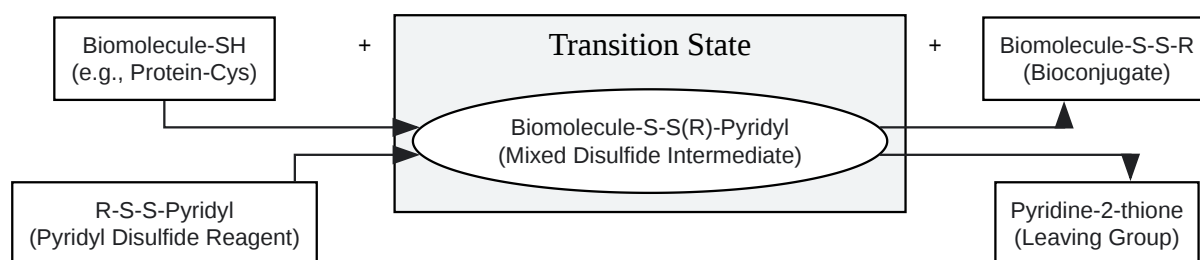 Biomolecule-SH
(e.g., Protein-Cys)
+
R-S-S-Pyridyl
(Pyridyl Disulfide Reagent)
Transition State
Biomolecule-S-S(R)-Pyridyl
(Mixed Disulfide Intermediate)
+
Biomolecule-S-S-R
(Bioconjugate)
Pyridine-2-thione
(Leaving Group)